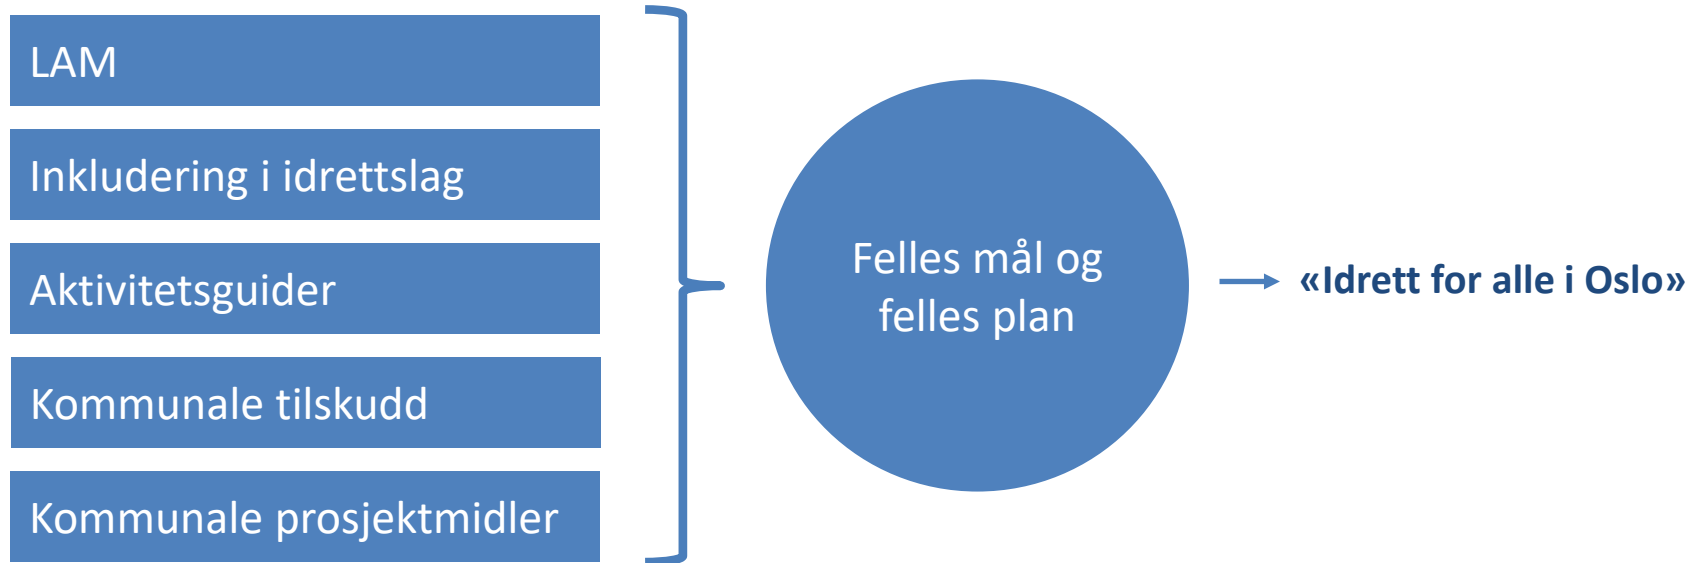 LAM
Inkludering i idrettslag
Aktivitetsguider
Kommunale tilskudd
Kommunale prosjektmidler
Felles mål og
felles plan
«Idrett for alle i Oslo»